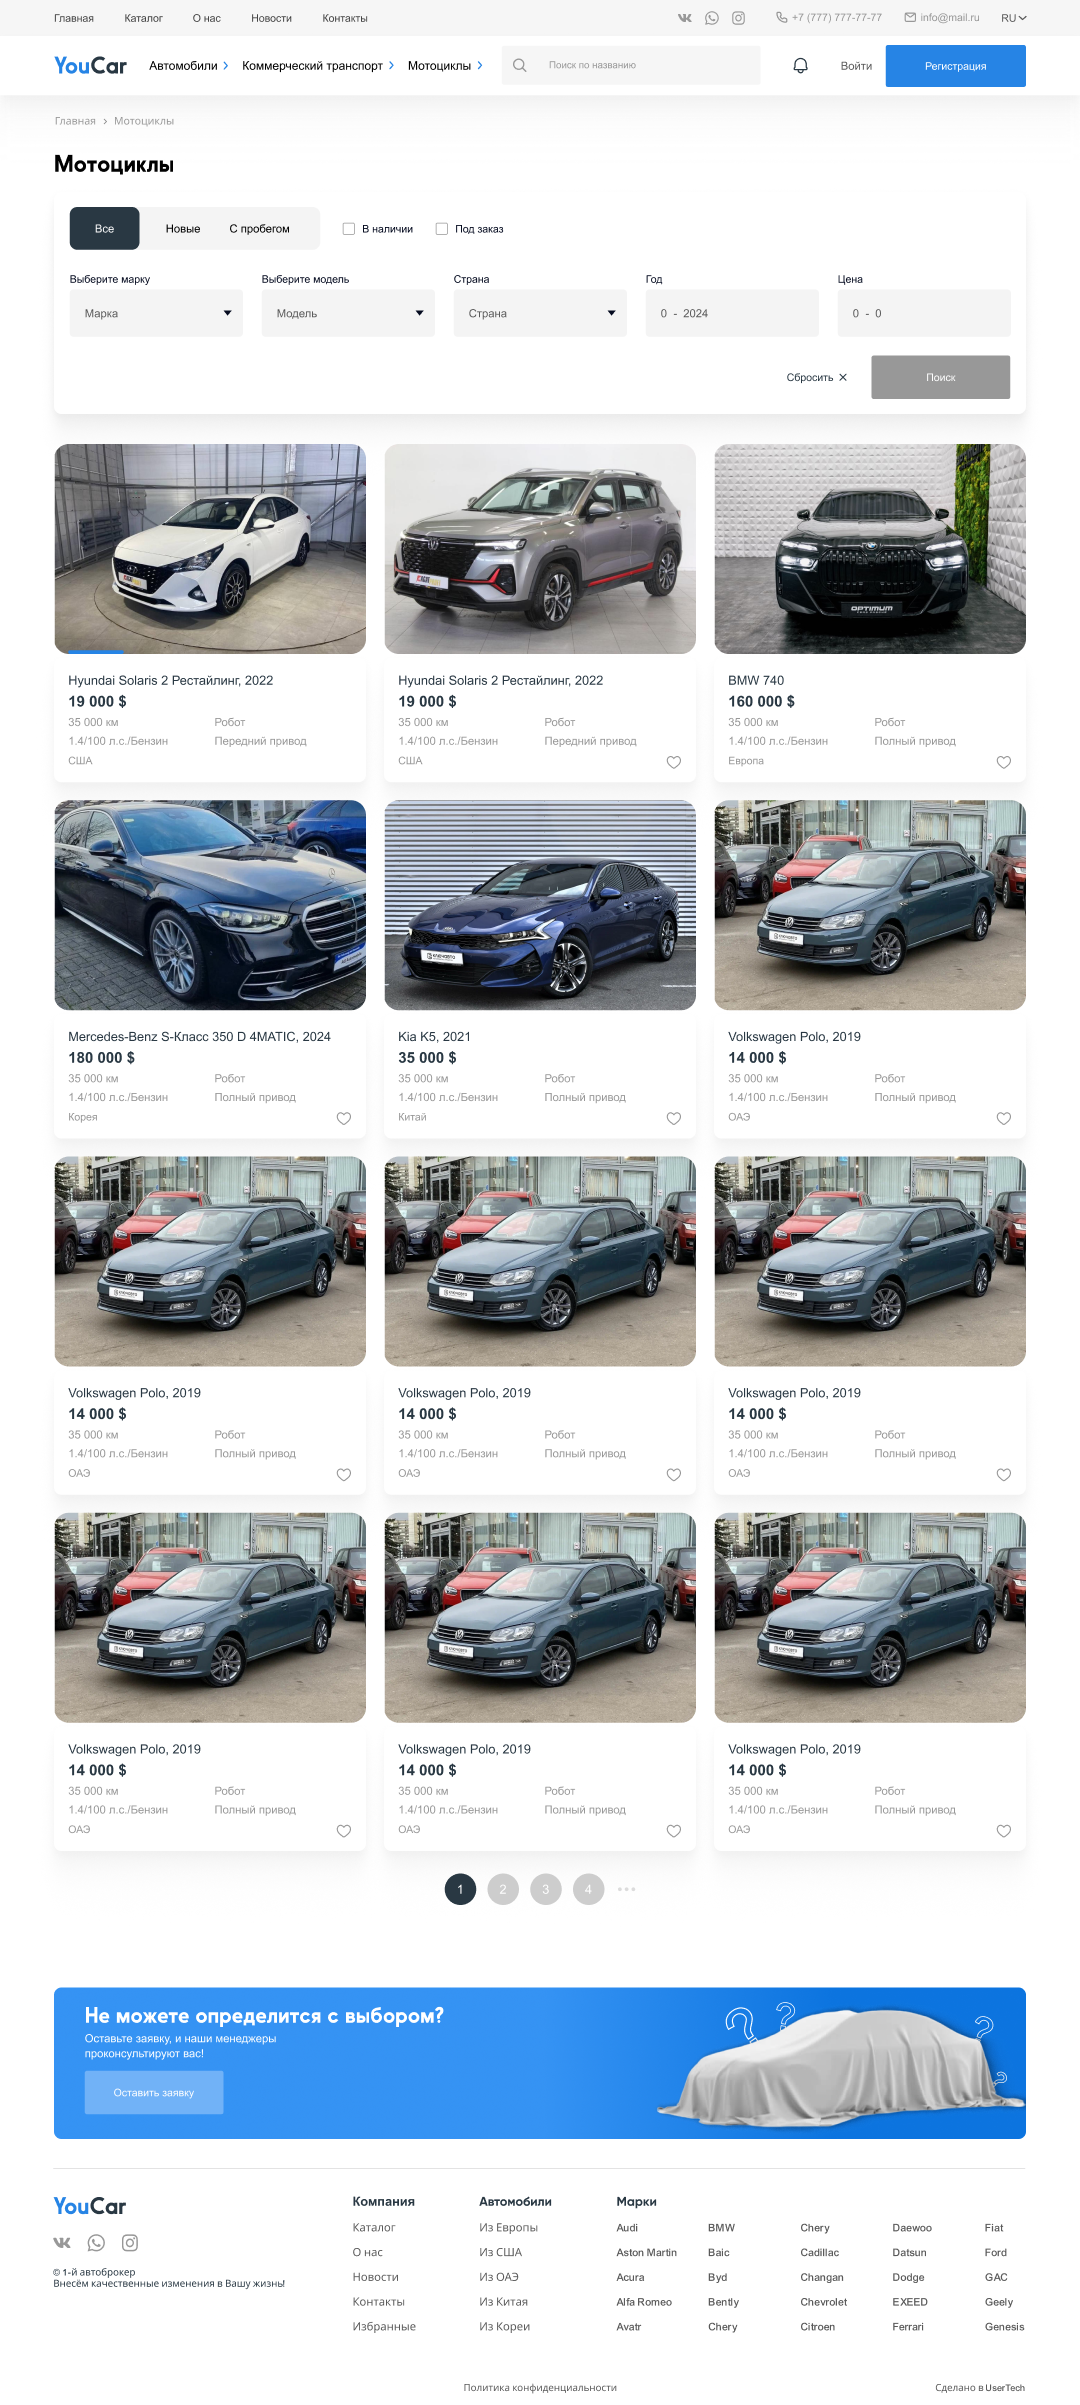 Главная Каталог О нас Новости Контакты +7 (777) 777-77-77 info@mail.ru RU
YouCar Автомобили Коммерческий транспорт Мотоциклы Поиск по названию Войти Регистрация
Главная Мотоциклы
Мотоциклы
Все Новые С пробегом В наличии Под заказ
Выберите марку Выберите модель Страна Год Цена
Марка Модель Страна 0 - 2024 0 - 0
Сбросить Поиск
OPTIMUM
Hyundai Solaris 2 Рестайлинг, 2022 Hyundai Solaris 2 Рестайлинг, 2022 BMW 740
19 000 $ 19 000 $ 160 000 $
35 000 км Робот 35 000 км Робот 35 000 км Робот
1.4/100 л.с./Бензин Передний привод 1.4/100 л.с./Бензин Передний привод 1.4/100 л.с./Бензин Полный привод
США США Европа
Mercedes-Benz S-Класс 350 D 4MATIC, 2024 Kia K5, 2021 Volkswagen Polo, 2019
180 000 $ 35 000 $ 14 000 $
35 000 км Робот 35 000 км Робот 35 000 км Робот
1.4/100 л.с./Бензин Полный привод 1.4/100 л.с./Бензин Полный привод 1.4/100 л.с./Бензин Полный привод
Корея Китай ОАЭ
Volkswagen Polo, 2019 Volkswagen Polo, 2019 Volkswagen Polo, 2019
14 000 $ 14 000 $ 14 000 $
35 000 км Робот 35 000 км Робот 35 000 км Робот
1.4/100 л.с./Бензин Полный привод 1.4/100 л.с./Бензин Полный привод 1.4/100 л.с./Бензин Полный привод
ОАЭ ОАЭ ОАЭ
Volkswagen Polo, 2019 Volkswagen Polo, 2019 Volkswagen Polo, 2019
14 000 $ 14 000 $ 14 000 $
35 000 км Робот 35 000 км Робот 35 000 км Робот
1.4/100 л.с./Бензин Полный привод 1.4/100 л.с./Бензин Полный привод 1.4/100 л.с./Бензин Полный привод
ОАЭ ОАЭ ОАЭ
1 2 3 4 ...
Не можете определится с выбором?
Оставьте заявку, и наши менеджеры
проконсультируют вас!
Оставить заявку
YouCar Компания Автомобили Марки
Каталог Из Европы Audi BMW Chery Daewoo Fiat
О нас Из США Aston Martin Baic Cadillac Datsun Ford
© 1-й автоброкер
Внесём качественные изменения в Вашу жизнь!
Новости Из ОАЭ Acura Byd Changan Dodge GAC
Контакты Из Китая Alfa Romeo Bently Chevrolet EXEED Geely
Избранные Из Кореи Avatr Chery Citroen Ferrari Genesis
Политика конфиденциальности Сделано в UserTech